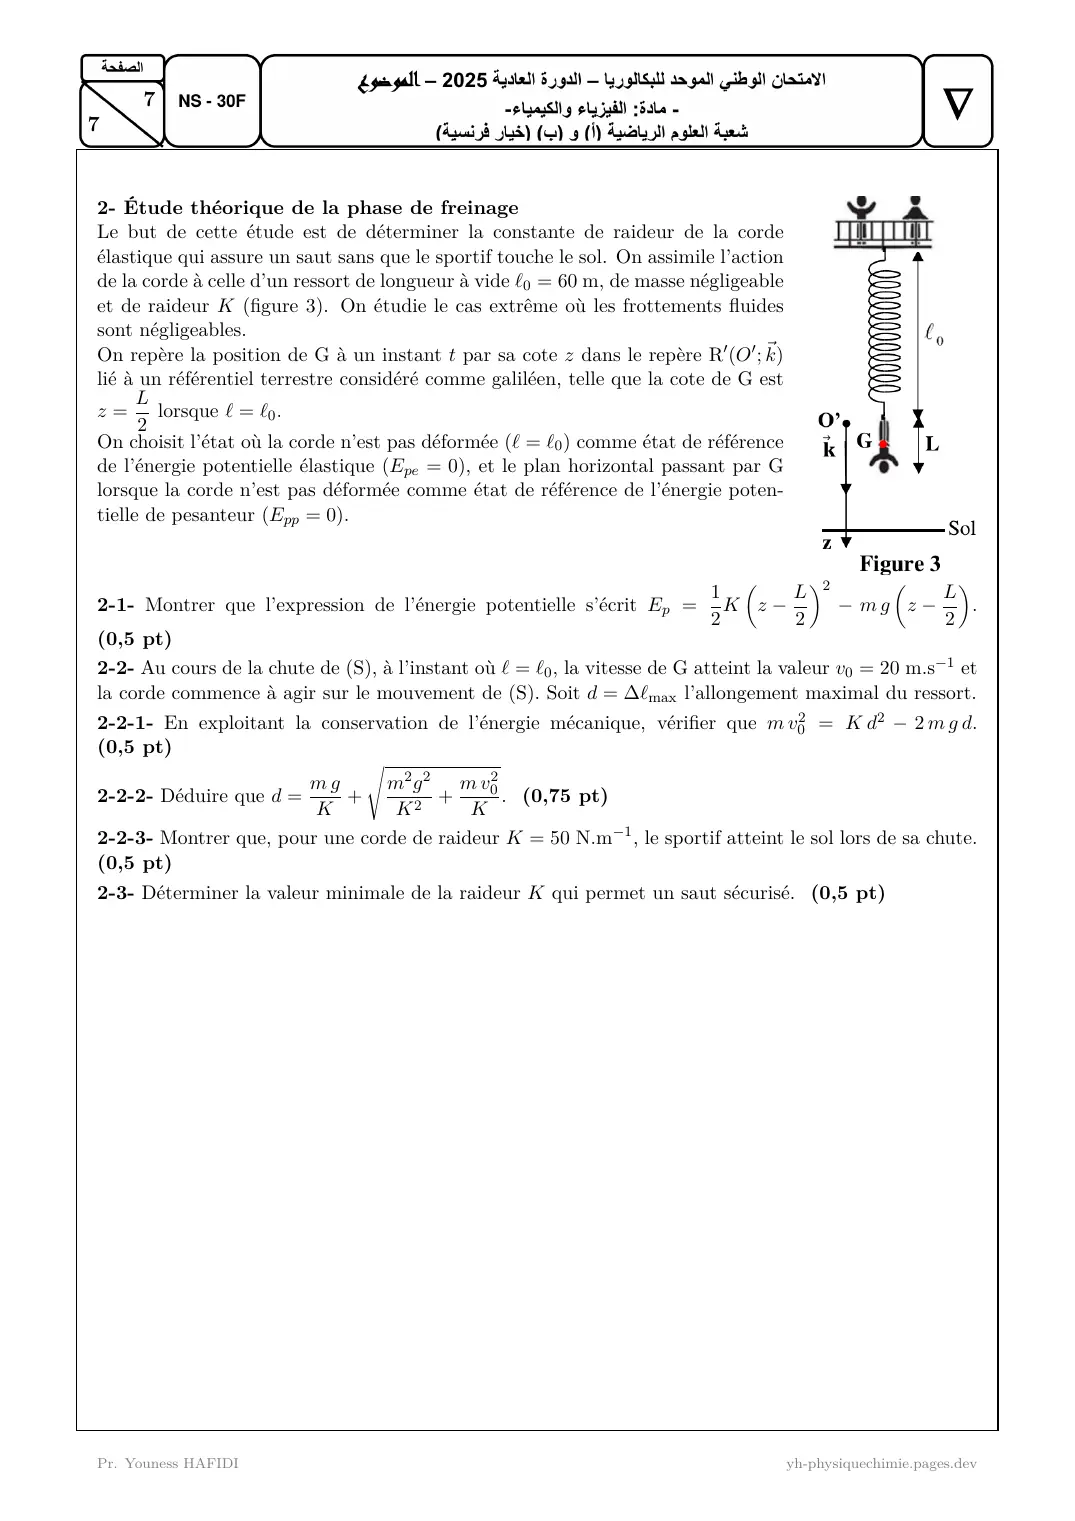 الصفحة
7
7
NS - 30F
الامتحان الوطني الموحد للبكالوريا – الدورة العادية 2025 – الموضوع
- مادة: الفيزياء والكيمياء-
شعبة العلوم الرياضية (أ) و (ب) (خيار فرنسية)
∇
2- Étude théorique de la phase de freinage
Le but de cette étude est de déterminer la constante de raideur de la corde
élastique qui assure un saut sans que le sportif touche le sol. On assimile l'action
de la corde à celle d'un ressort de longueur à vide ℓ₀ = 60 m, de masse négligeable
et de raideur K (figure 3). On étudie le cas extrême où les frottements fluides
sont négligeables.
On repère la position de G à un instant t par sa cote z dans le repère R′(O′; k⃗)
lié à un référentiel terrestre considéré comme galiléen, telle que la cote de G est
z = L/2 lorsque ℓ = ℓ₀.
On choisit l'état où la corde n'est pas déformée (ℓ = ℓ₀) comme état de référence
de l'énergie potentielle élastique (Epe = 0), et le plan horizontal passant par G
lorsque la corde n'est pas déformée comme état de référence de l'énergie poten-
tielle de pesanteur (Epp = 0).
ℓ₀
O'
k⃗
G
L
Sol
z
Figure 3
2-1- Montrer que l'expression de l'énergie potentielle s'écrit Ep = 1/2 K (z − L/2)² − m g (z − L/2).
(0,5 pt)
2-2- Au cours de la chute de (S), à l'instant où ℓ = ℓ₀, la vitesse de G atteint la valeur v₀ = 20 m.s⁻¹ et
la corde commence à agir sur le mouvement de (S). Soit d = Δℓmax l'allongement maximal du ressort.
2-2-1- En exploitant la conservation de l'énergie mécanique, vérifier que m v₀² = K d² − 2 m g d.
(0,5 pt)
2-2-2- Déduire que d = m g/K + √(m²g²/K² + m v₀²/K). (0,75 pt)
2-2-3- Montrer que, pour une corde de raideur K = 50 N.m⁻¹, le sportif atteint le sol lors de sa chute.
(0,5 pt)
2-3- Déterminer la valeur minimale de la raideur K qui permet un saut sécurisé. (0,5 pt)
Pr. Youness HAFIDI
yh-physiquechimie.pages.dev